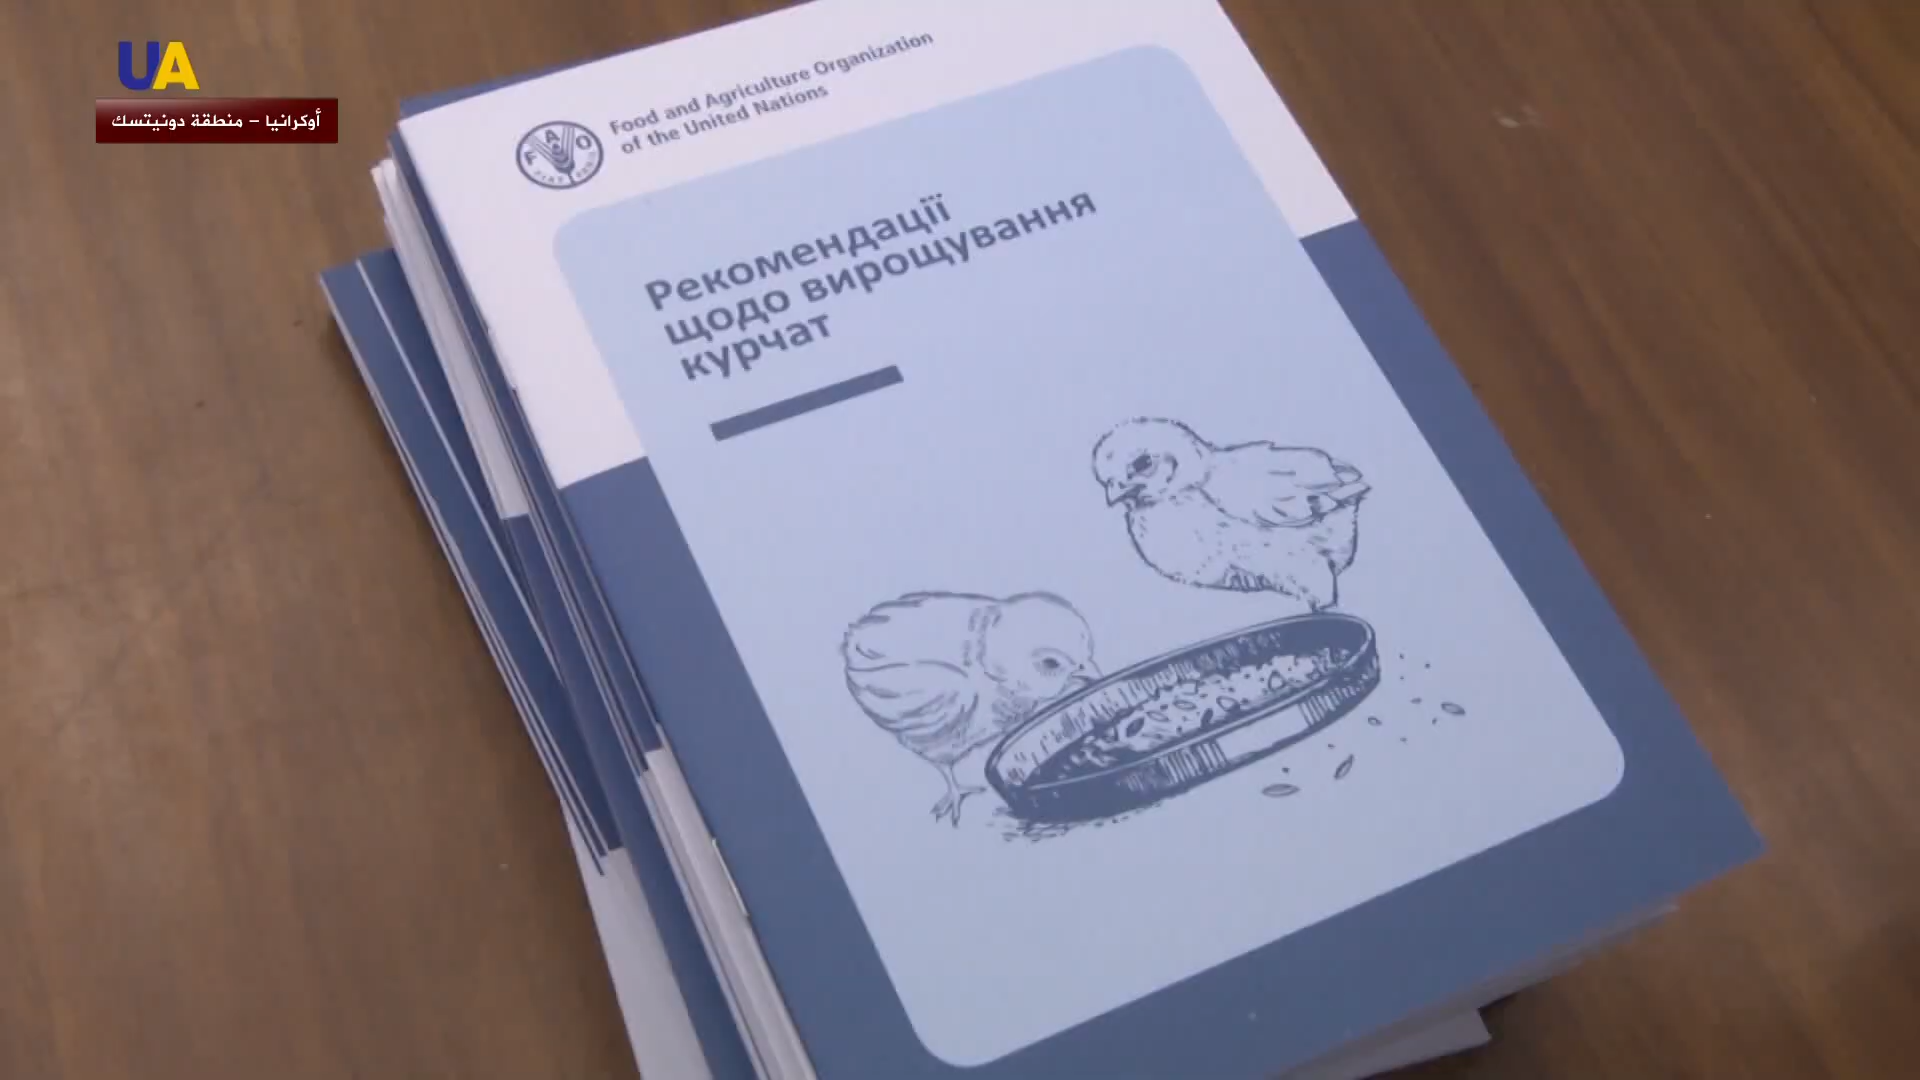 UA
أوكرانيا – منطقة دونيتسك
FAO
Food and Agriculture Organization
of the United Nations
Рекомендації
щодо вирощування
курчат